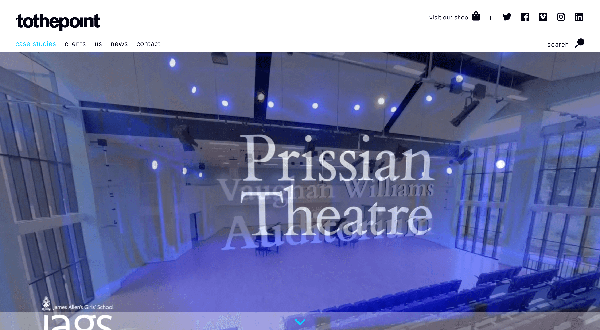 tothepoint
visit our shop
case studies clients us news contact
search
Prissian
Vaughan Williams
Theatre
Auditorium
James Allen's Girls' School
jags